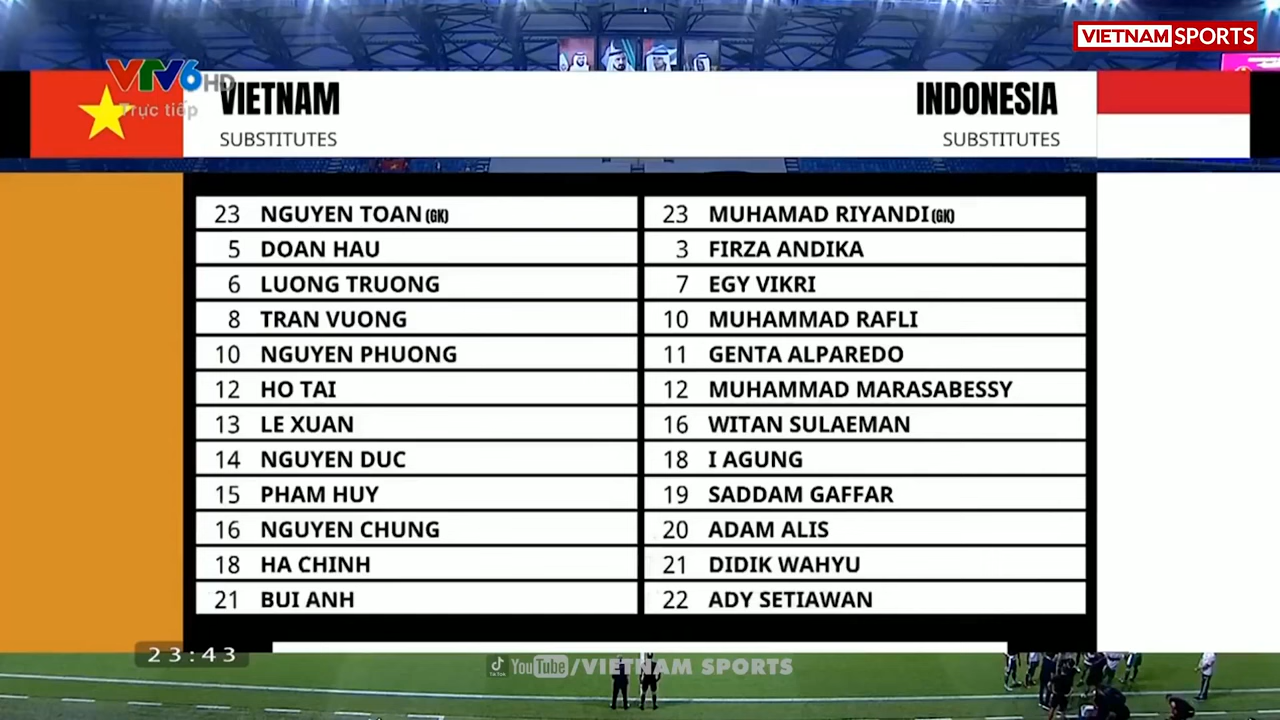 VIETNAM SPORTS
VTV6 HD
Trực tiếp
VIETNAM
SUBSTITUTES
INDONESIA
SUBSTITUTES
23 NGUYEN TOAN (GK)
5 DOAN HAU
6 LUONG TRUONG
8 TRAN VUONG
10 NGUYEN PHUONG
12 HO TAI
13 LE XUAN
14 NGUYEN DUC
15 PHAM HUY
16 NGUYEN CHUNG
18 HA CHINH
21 BUI ANH
23 MUHAMAD RIYANDI (GK)
3 FIRZA ANDIKA
7 EGY VIKRI
10 MUHAMMAD RAFLI
11 GENTA ALPAREDO
12 MUHAMMAD MARASABESSY
16 WITAN SULAEMAN
18 I AGUNG
19 SADDAM GAFFAR
20 ADAM ALIS
21 DIDIK WAHYU
22 ADY SETIAWAN
23:43
TikTok YouTube/VIETNAM SPORTS